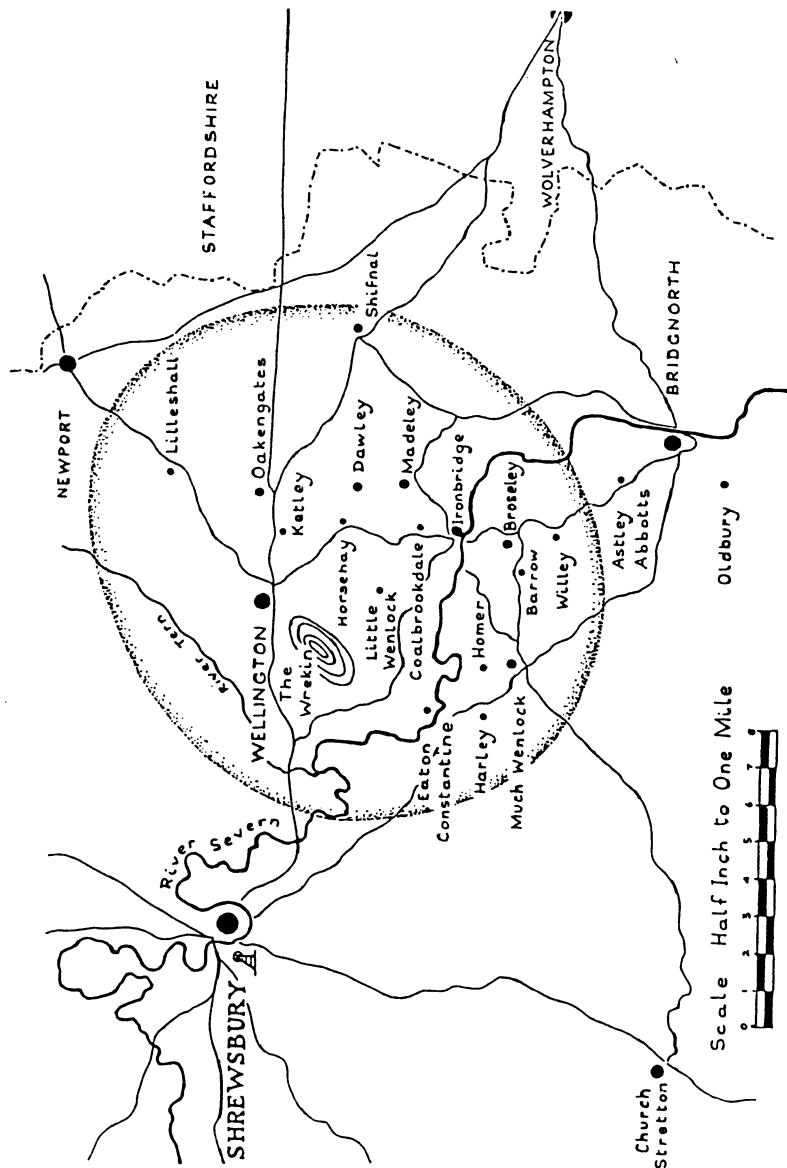 STAFFORDSHIRE
NEWPORT
Lilleshall
Oakengates
Shifnal
Ketley
Dawley
Madeley
Horsehay
WELLINGTON
The
Wrekin
River Tern
Little
Wenlock
Coalbrookdale
Ironbridge
Broseley
Barrow
Willey
Astley
Abbotts
BRIDGNORTH
WOLVERHAMPTON
Oldbury
Homer
Harley
Much Wenlock
Eaton
Constantine
River Severn
SHREWSBURY
Church
Stretton
Scale Half Inch to One Mile
0 1 2 3 4 5 6 7 8